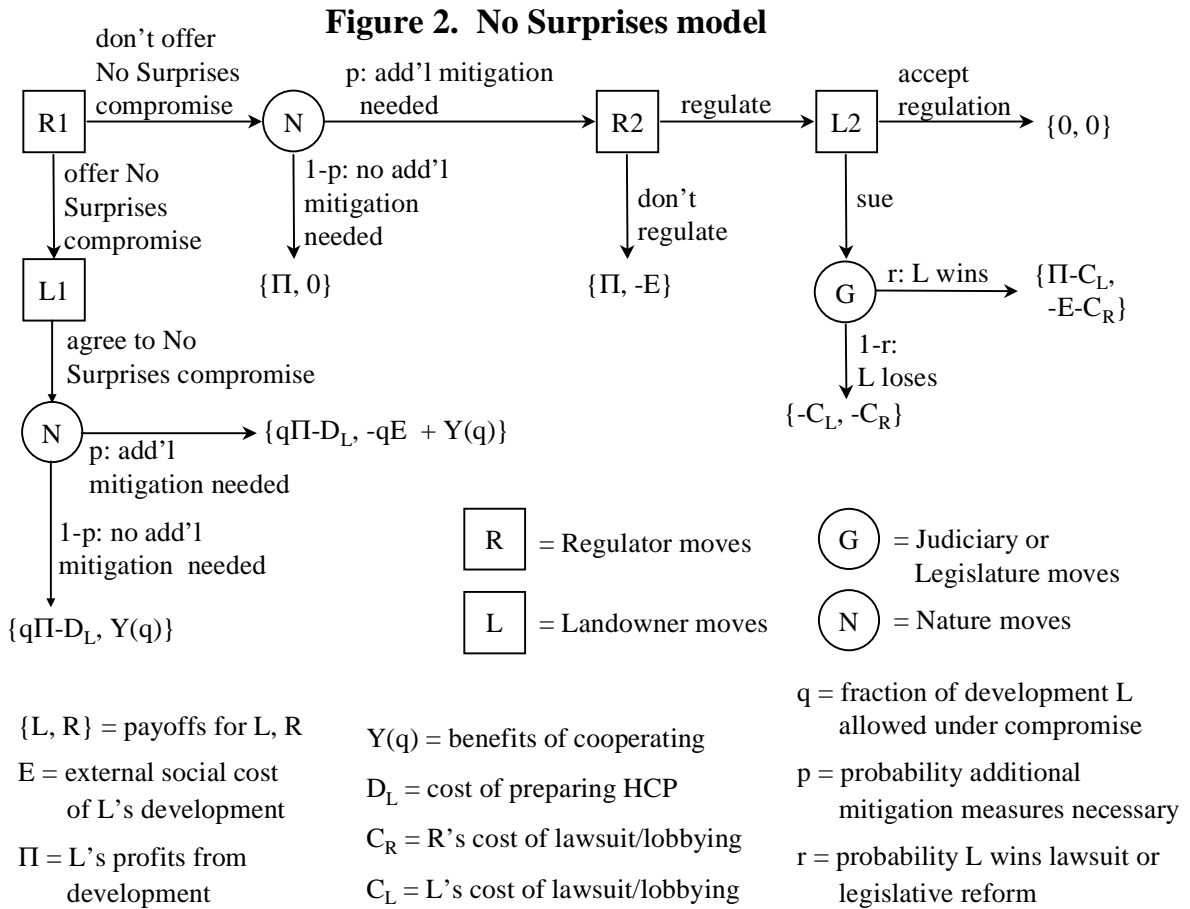 Figure 2. No Surprises model
don't offer
No Surprises
compromise
p: add'l mitigation
needed
accept
regulation
R1
N
R2
regulate
L2
{0, 0}
offer No
Surprises
compromise
1-p: no add'l
mitigation
needed
don't
regulate
sue
L1
{Π, 0}
{Π, -E}
G
r: L wins
{Π-C_L,
-E-C_R}
agree to No
Surprises compromise
1-r:
L loses
{-C_L, -C_R}
N
{qΠ-D_L, -qE + Y(q)}
p: add'l
mitigation needed
1-p: no add'l
mitigation needed
{qΠ-D_L, Y(q)}
R
= Regulator moves
G
= Judiciary or
Legislature moves
L
= Landowner moves
N
= Nature moves
{L, R} = payoffs for L, R
E = external social cost
of L's development
Π = L's profits from
development
Y(q) = benefits of cooperating
D_L = cost of preparing HCP
C_R = R's cost of lawsuit/lobbying
C_L = L's cost of lawsuit/lobbying
q = fraction of development L
allowed under compromise
p = probability additional
mitigation measures necessary
r = probability L wins lawsuit or
legislative reform